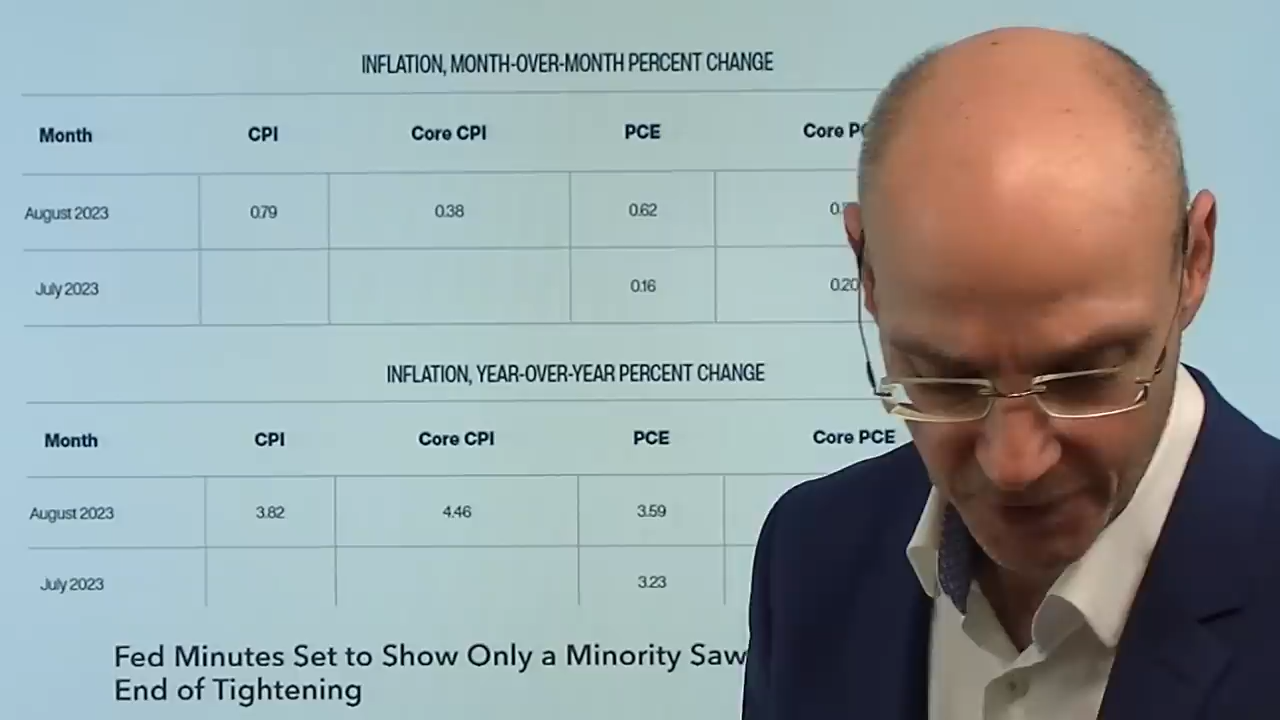 INFLATION, MONTH-OVER-MONTH PERCENT CHANGE
Month CPI Core CPI PCE Core
August 2023 0.79 0.38 0.62
July 2023 0.16 0.20
INFLATION, YEAR-OVER-YEAR PERCENT CHANGE
Month CPI Core CPI PCE Core PCE
August 2023 3.82 4.46 3.59
July 2023 3.23
Fed Minutes Set to Show Only a Minority Saw
End of Tightening